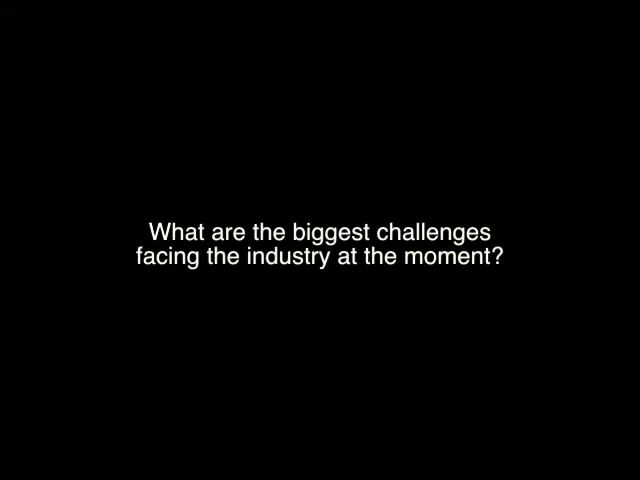 What are the biggest challenges
facing the industry at the moment?